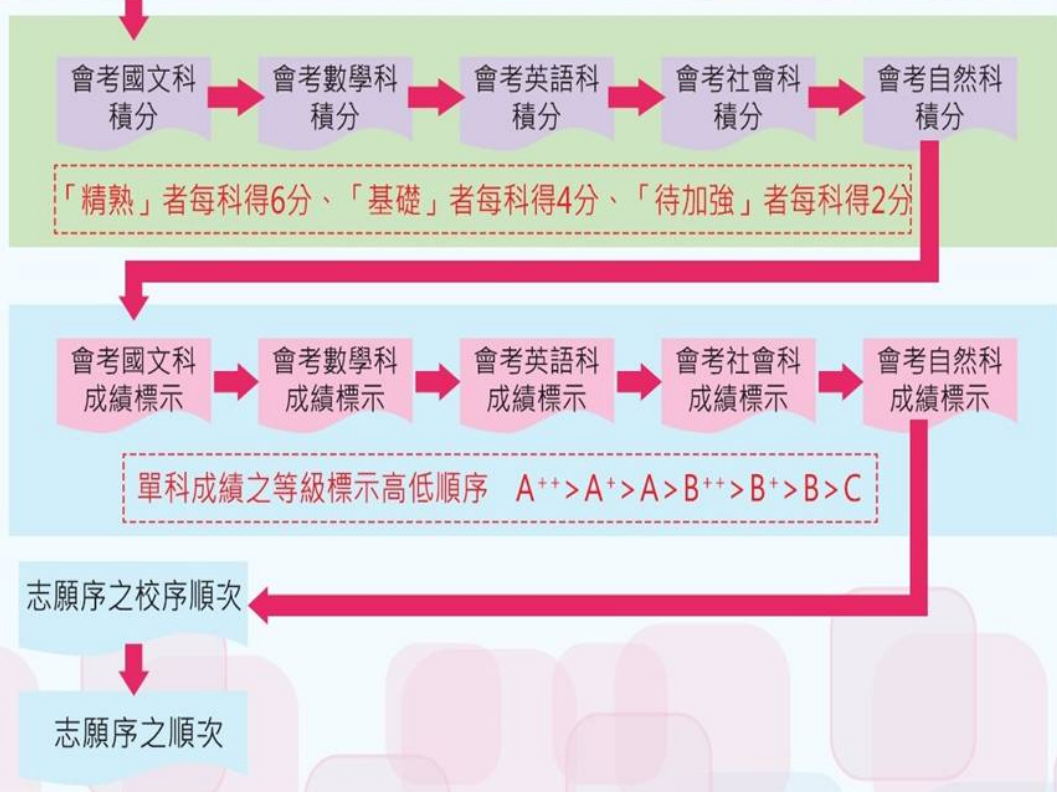 會考國文科
積分
會考數學科
積分
會考英語科
積分
會考社會科
積分
會考自然科
積分
「精熟」者每科得6分、「基礎」者每科得4分、「待加強」者每科得2分
會考國文科
成績標示
會考數學科
成績標示
會考英語科
成績標示
會考社會科
成績標示
會考自然科
成績標示
單科成績之等級標示高低順序 A⁺⁺>A⁺>A>B⁺⁺>B⁺>B>C
志願序之校序順次
志願序之順次